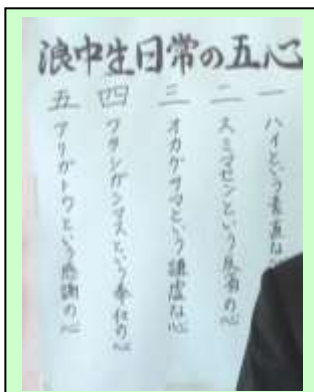 浪中生日常の五心
一 ハイという素直な
二 スミマセンという反省の心
三 オカゲサマという謙虚な心
四 ワタシガシマスという奉仕の心
五 アリガトウという感謝の心